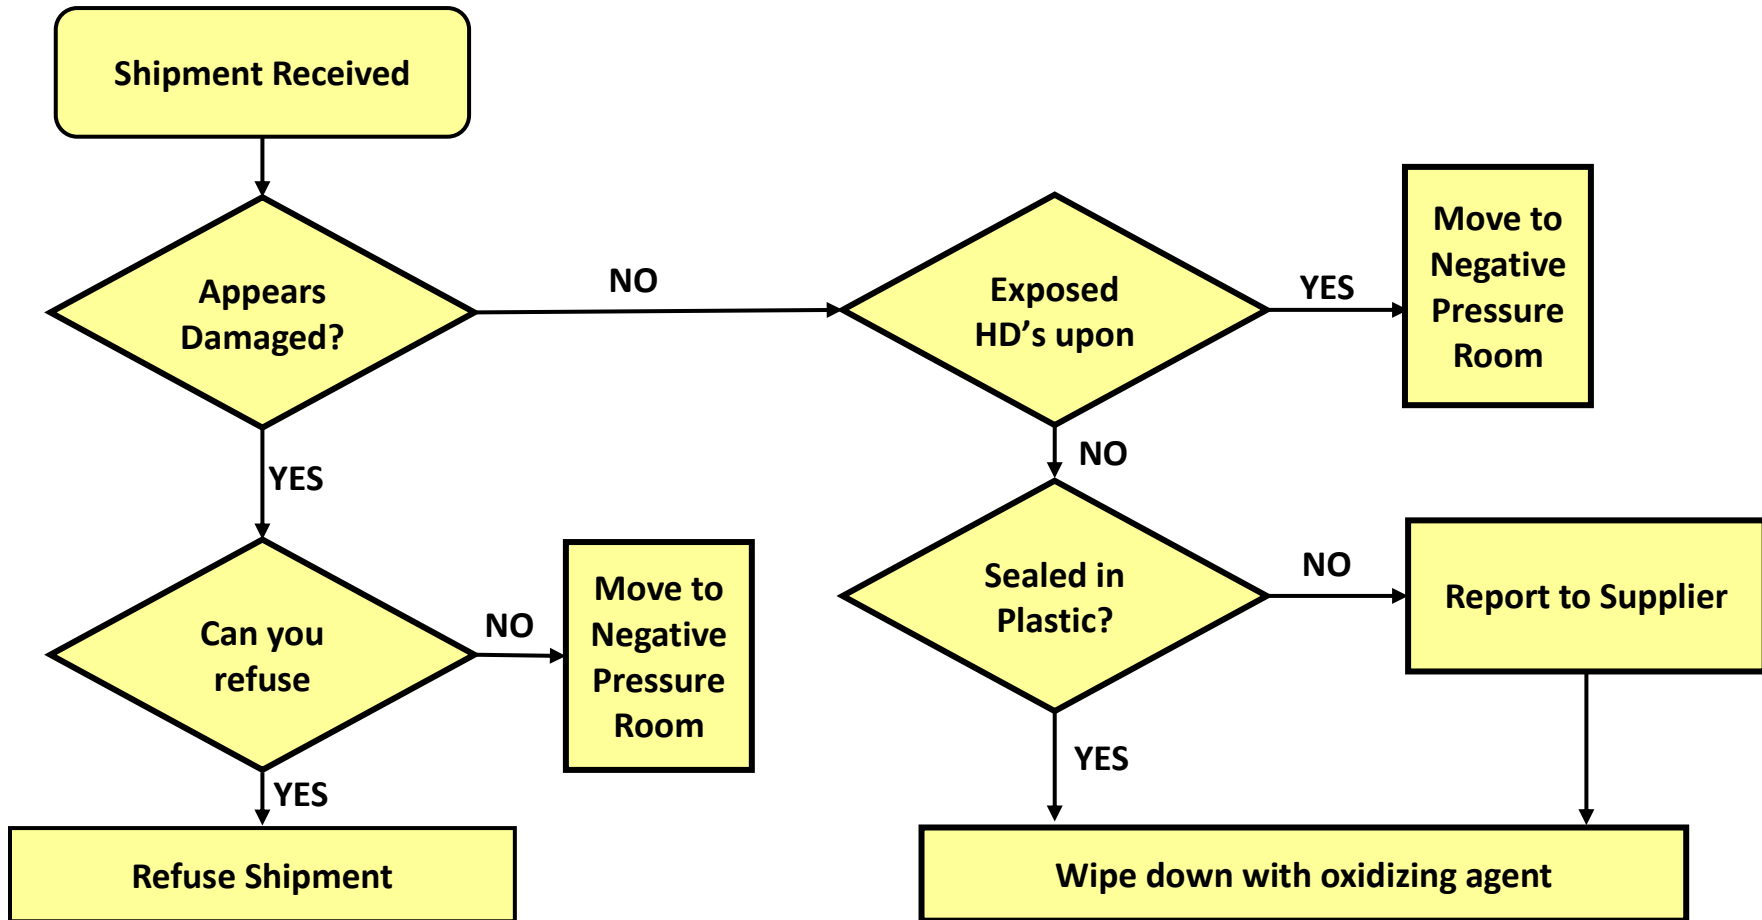 Shipment Received
Appears
Damaged?
NO
Exposed
HD's upon
YES
Move to
Negative
Pressure
Room
YES
NO
Can you
refuse
NO
Move to
Negative
Pressure
Room
Sealed in
Plastic?
NO
Report to Supplier
YES
YES
Refuse Shipment
Wipe down with oxidizing agent